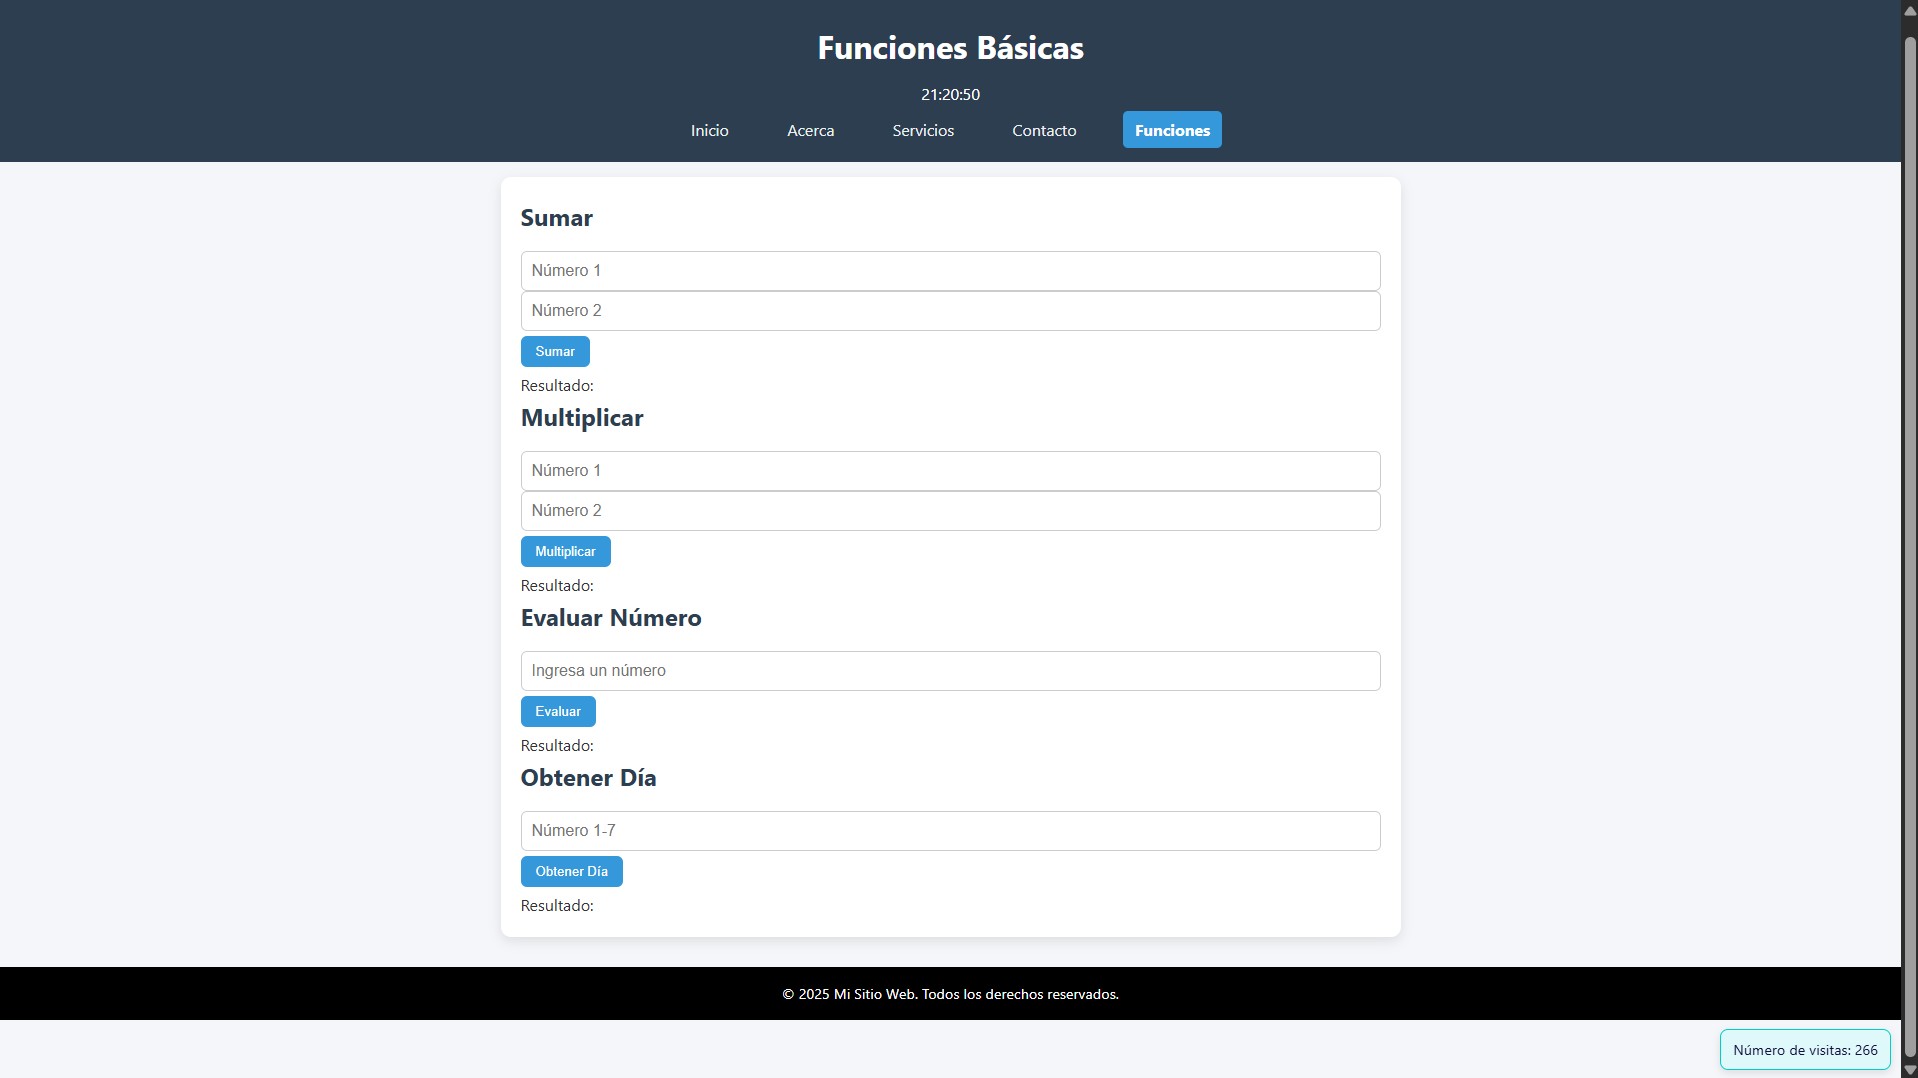 Funciones Básicas
21:20:50
Inicio Acerca Servicios Contacto Funciones
Sumar
Número 1
Número 2
Sumar
Resultado:
Multiplicar
Número 1
Número 2
Multiplicar
Resultado:
Evaluar Número
Ingresa un número
Evaluar
Resultado:
Obtener Día
Número 1-7
Obtener Día
Resultado:
© 2025 Mi Sitio Web. Todos los derechos reservados.
Número de visitas: 266